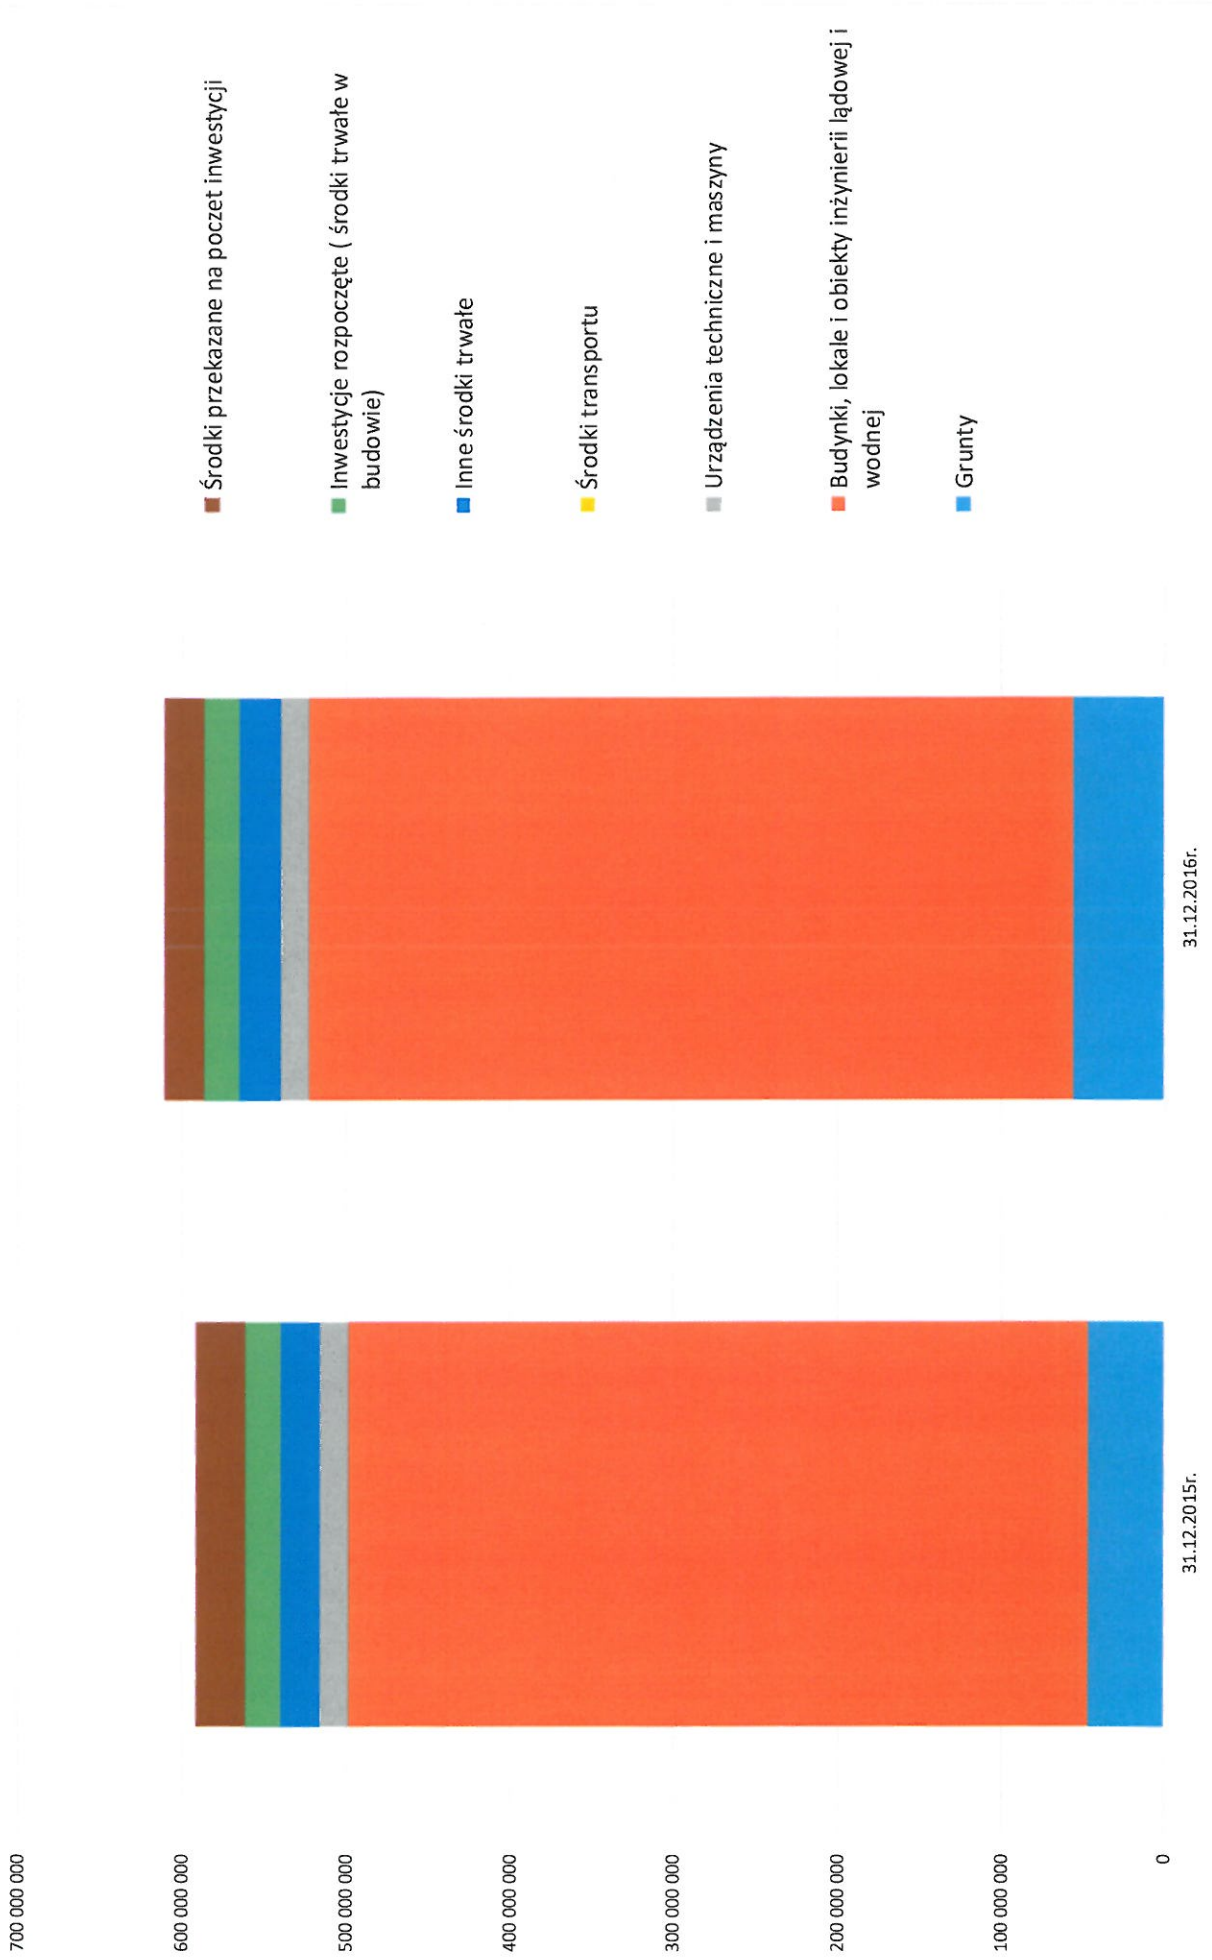 700 000 000
600 000 000
500 000 000
400 000 000
300 000 000
200 000 000
100 000 000
0
31.12.2015r.
31.12.2016r.
Środki przekazane na poczet inwestycji
Inwestycje rozpoczęte ( środki trwałe w
budowie)
Inne środki trwałe
Środki transportu
Urządzenia techniczne i maszyny
Budynki, lokale i obiekty inżynierii lądowej i
wodnej
Grunty